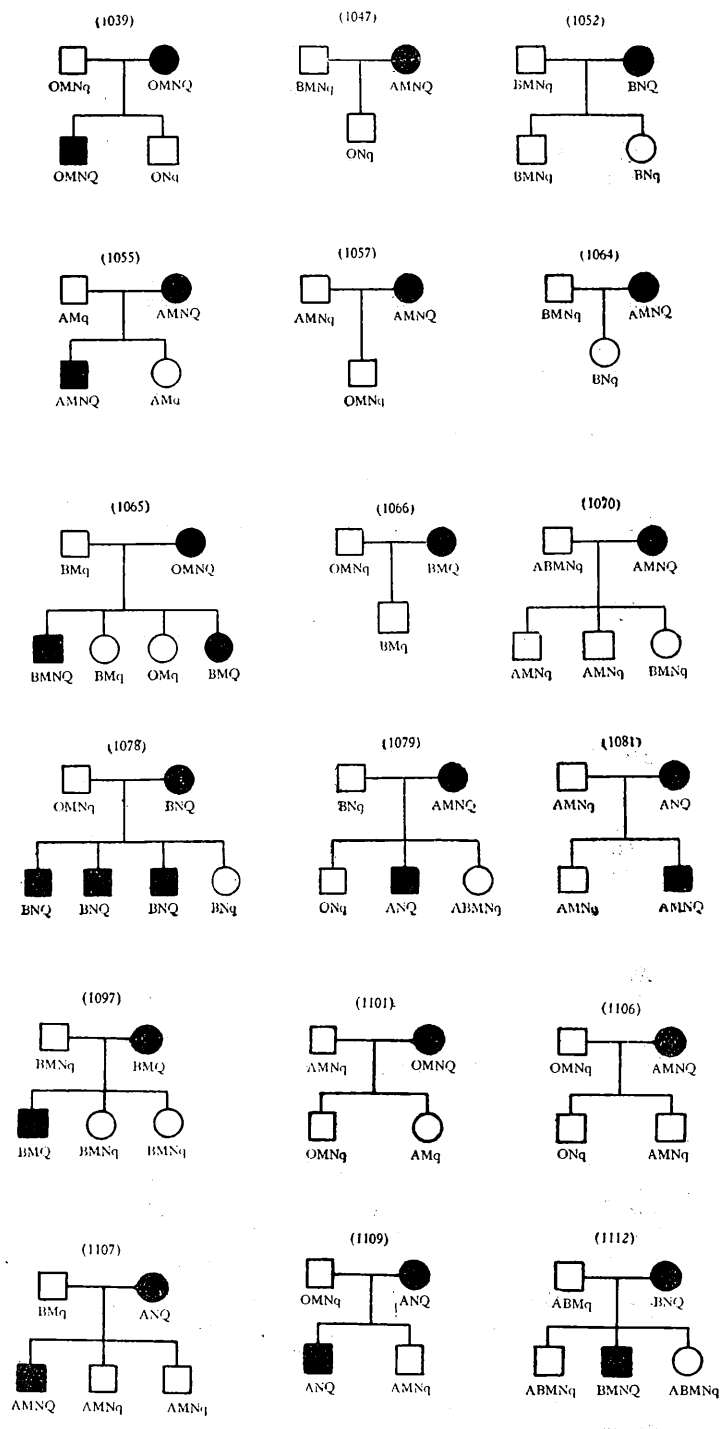 (1039) (1047) (1052)
OMNq OMNQ BMNq AMNQ BMNq BNQ
OMNQ ONq ONq BMNq BNq
(1055) (1057) (1064)
AMq AMNQ AMNq AMNQ BMNq AMNQ
AMNQ AMq OMNq BNq
(1065) (1066) (1070)
BMq OMNQ OMNq BMQ ABMNq AMNQ
BMNQ BMq OMq BMQ BMq AMNq AMNq BMNq
(1078) (1079) (1081)
OMNq BNQ BNq AMNQ AMNq ANQ
BNQ BNQ BNQ BNq ONq ANQ ABMNq AMNq AMNQ
(1097) (1101) (1106)
BMNq BMQ AMNq OMNQ OMNq AMNQ
BMQ BMNq BMNq OMNq AMq ONq AMNq
(1107) (1109) (1112)
BMq ANQ OMNq ANQ ABMq BNQ
AMNQ AMNq AMNq ANQ AMNq ABMNq BMNQ ABMNq